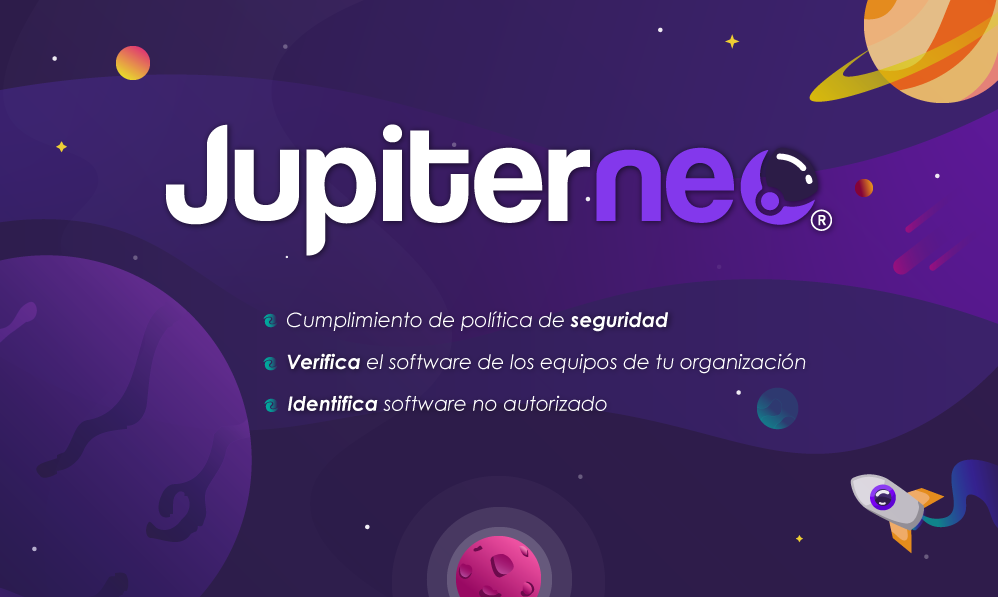 Jupiterneo®
Cumplimiento de política de seguridad
Verifica el software de los equipos de tu organización
Identifica software no autorizado